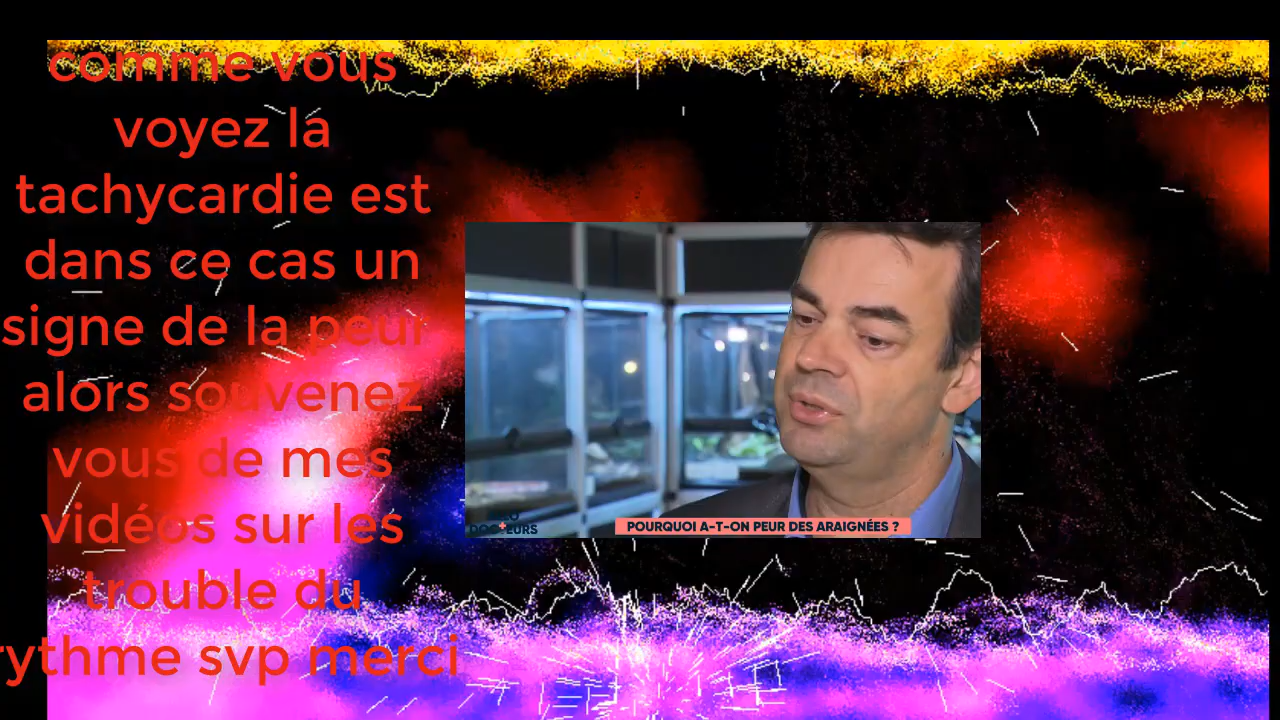 comme vous
voyez la
tachycardie est
dans ce cas un
signe de la peur
alors souvenez
vous de mes
vidéos sur les
trouble du
rythme svp merci
DOCTEURS
POURQUOI A-T-ON PEUR DES ARAIGNÉES ?